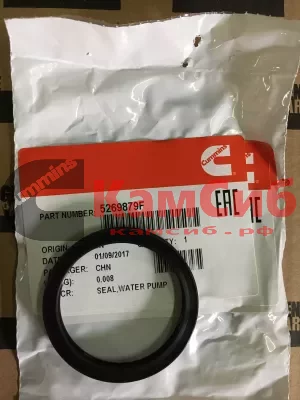 cummins
Cummins
PART NUMBER: 5269879F
КамСиб
камсиб.рф
EAC
ORIGIN
1
DATE 01/09/2017
CHN
0.008
SEAL,WATER PUMP